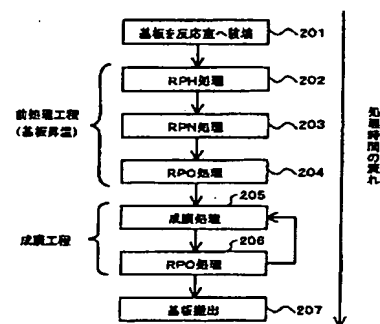 基板を反応室へ搬填 201
前処理工程
(基板昇温)
RPH処理 202
RPN処理 203
RPO処理 204
成膜工程
205
成膜処理
206
RPO処理
基板搬出 207
処理時間の流れ